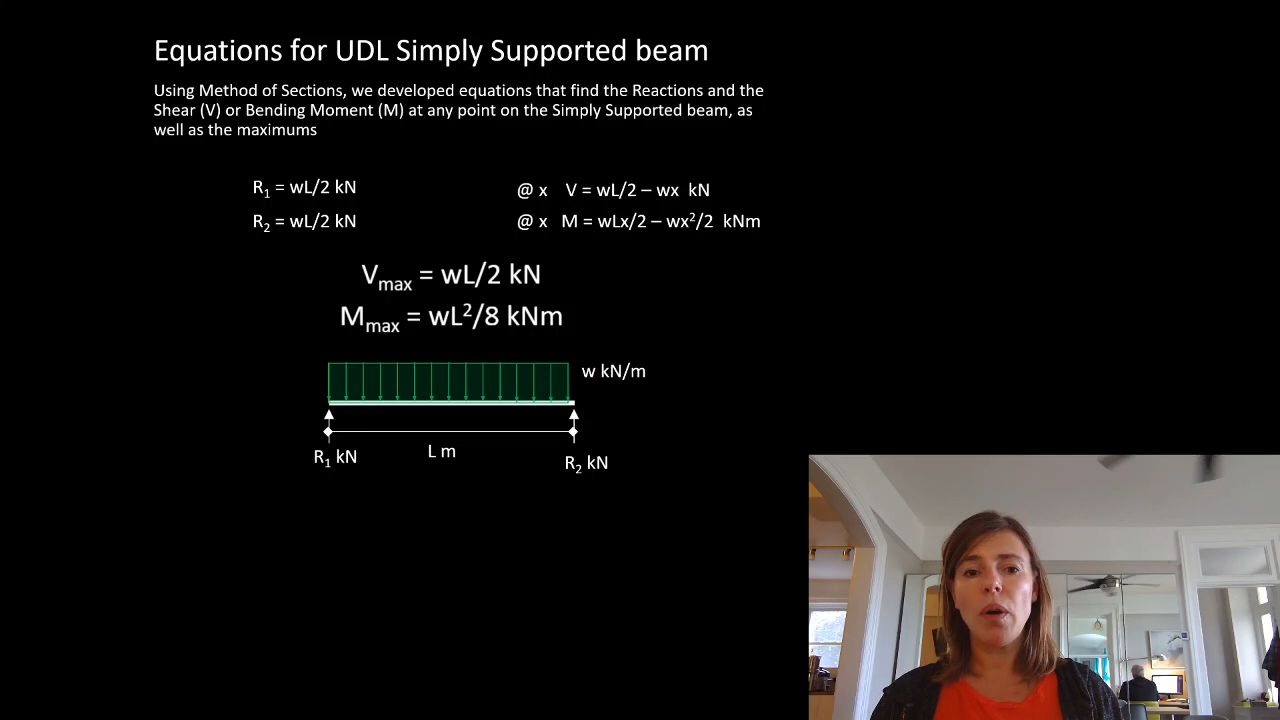 Equations for UDL Simply Supported beam
Using Method of Sections, we developed equations that find the Reactions and the
Shear (V) or Bending Moment (M) at any point on the Simply Supported beam, as
well as the maximums
R₁ = wL/2 kN
@ x V = wL/2 – wx kN
R₂ = wL/2 kN
@ x M = wLx/2 – wx²/2 kNm
Vmax = wL/2 kN
Mmax = wL²/8 kNm
w kN/m
R₁ kN
L m
R₂ kN